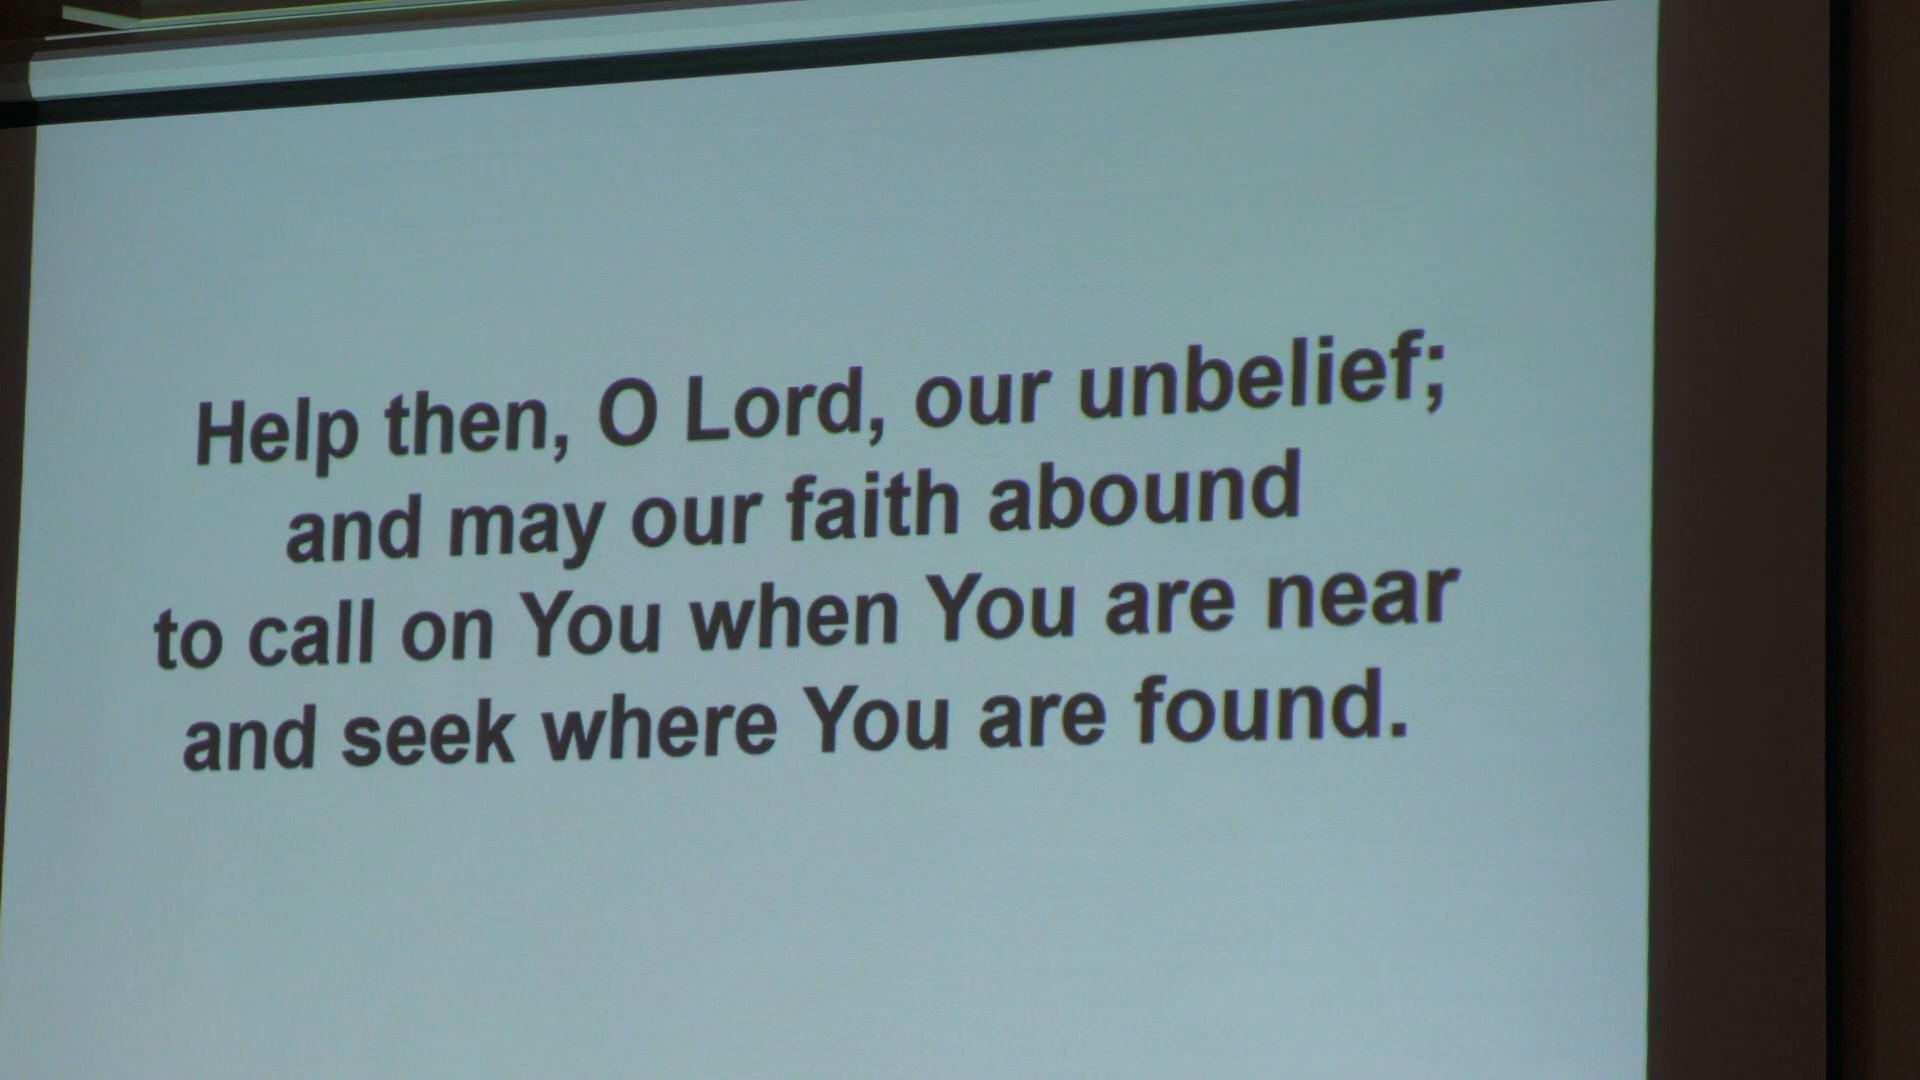 Help then, O Lord, our unbelief;
and may our faith abound
to call on You when You are near
and seek where You are found.